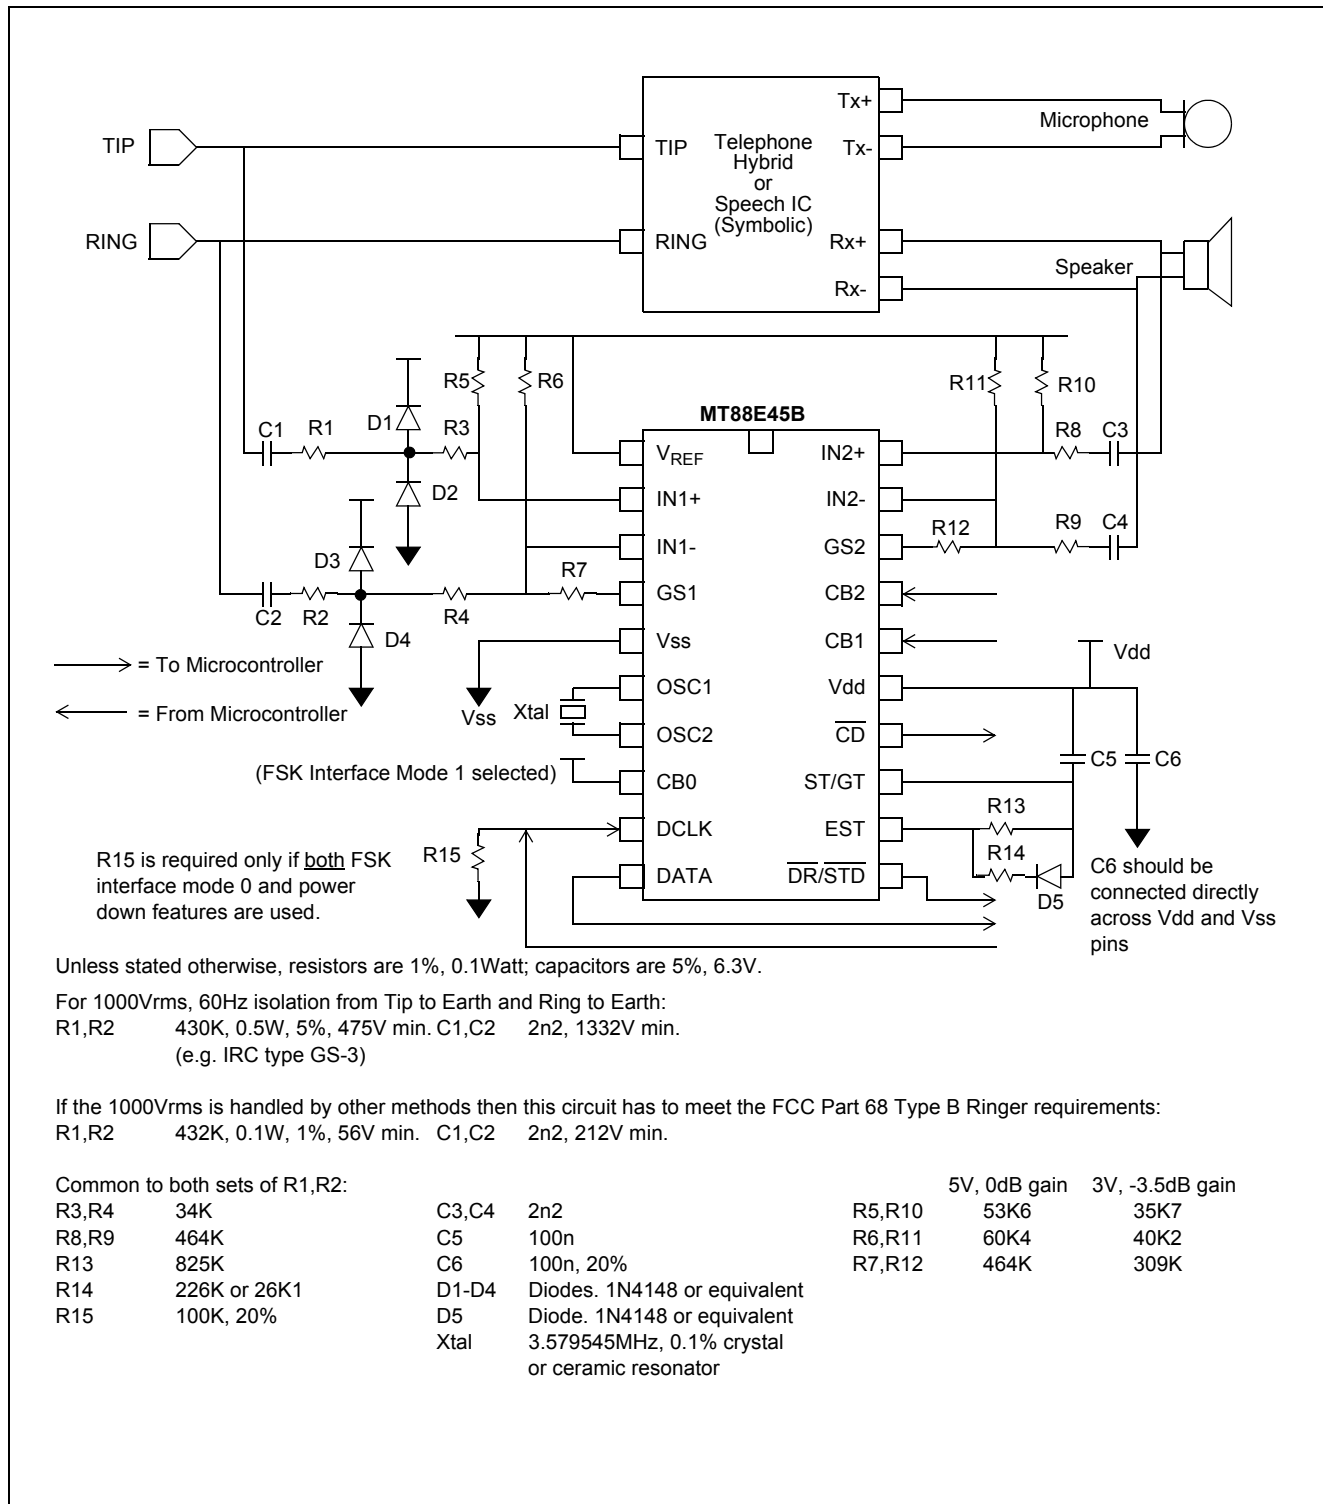 Tx+
Microphone
TIP
TIP
Telephone
Hybrid
or
Speech IC
(Symbolic)
Tx-
RING
RING
Rx+
Speaker
Rx-
R5
R6
R11
R10
MT88E45B
C1
R1
D1
R3
VREF
IN2+
R8
C3
D2
IN1+
IN2-
D3
IN1-
GS2
R12
R9
C4
R7
C2
R2
R4
GS1
CB2
D4
Vss
CB1
Vdd
= To Microcontroller
OSC1
Vdd
= From Microcontroller
Vss
Xtal
OSC2
CD
C5
C6
(FSK Interface Mode 1 selected)
CB0
ST/GT
R13
DCLK
EST
R15
R14
R15 is required only if both FSK
interface mode 0 and power
down features are used.
DATA
DR/STD
D5
C6 should be
connected directly
across Vdd and Vss
pins
Unless stated otherwise, resistors are 1%, 0.1Watt; capacitors are 5%, 6.3V.
For 1000Vrms, 60Hz isolation from Tip to Earth and Ring to Earth:
R1,R2 430K, 0.5W, 5%, 475V min. C1,C2 2n2, 1332V min.
(e.g. IRC type GS-3)
If the 1000Vrms is handled by other methods then this circuit has to meet the FCC Part 68 Type B Ringer requirements:
R1,R2 432K, 0.1W, 1%, 56V min. C1,C2 2n2, 212V min.
Common to both sets of R1,R2: 5V, 0dB gain 3V, -3.5dB gain
R3,R4 34K C3,C4 2n2 R5,R10 53K6 35K7
R8,R9 464K C5 100n R6,R11 60K4 40K2
R13 825K C6 100n, 20% R7,R12 464K 309K
R14 226K or 26K1 D1-D4 Diodes. 1N4148 or equivalent
R15 100K, 20% D5 Diode. 1N4148 or equivalent
Xtal 3.579545MHz, 0.1% crystal
or ceramic resonator